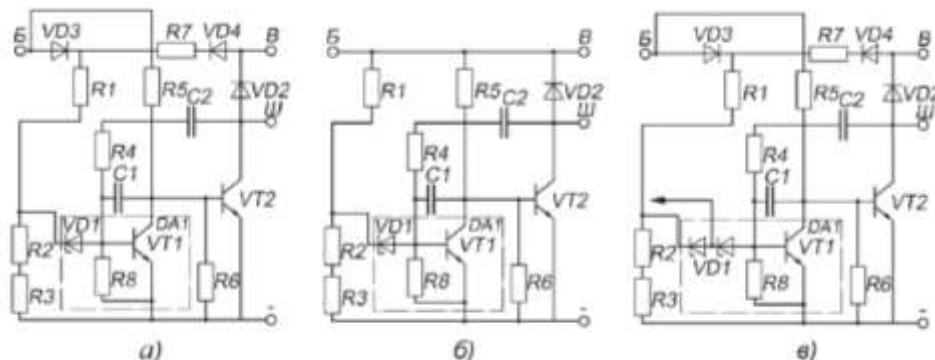 Б VD3 R7 VD4 В
R1 R5 C2 VD2
Ш
R4
C1
VT2
R2 VD1 DA1
VT1
R3 R8 R6
-
а)
Б В
R1 R5 C2 VD2
Ш
R4
C1
VT2
R2 VD1 DA1
VT1
R3 R8 R6
-
б)
Б VD3 R7 VD4 В
R1 R5 C2 VD2
Ш
R4
C1
VT2
R2 DA1
VD1 VT1
R3 R8 R6
-
в)